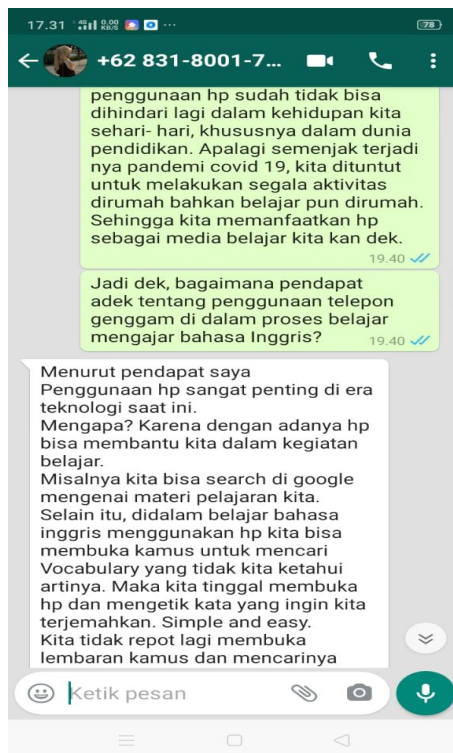 17.31 4G 0,00 KB/S ... 78
+62 831-8001-7...
penggunaan hp sudah tidak bisa
dihindari lagi dalam kehidupan kita
sehari- hari, khususnya dalam dunia
pendidikan. Apalagi semenjak terjadi
nya pandemi covid 19, kita dituntut
untuk melakukan segala aktivitas
dirumah bahkan belajar pun dirumah.
Sehingga kita memanfaatkan hp
sebagai media belajar kita kan dek.
19.40
Jadi dek, bagaimana pendapat
adek tentang penggunaan telepon
genggam di dalam proses belajar
mengajar bahasa Inggris?
19.40
Menurut pendapat saya
Penggunaan hp sangat penting di era
teknologi saat ini.
Mengapa? Karena dengan adanya hp
bisa membantu kita dalam kegiatan
belajar.
Misalnya kita bisa search di google
mengenai materi pelajaran kita.
Selain itu, didalam belajar bahasa
inggris menggunakan hp kita bisa
membuka kamus untuk mencari
Vocabulary yang tidak kita ketahui
artinya. Maka kita tinggal membuka
hp dan mengetik kata yang ingin kita
terjemahkan. Simple and easy.
Kita tidak repot lagi membuka
lembaran kamus dan mencarinya
Ketik pesan